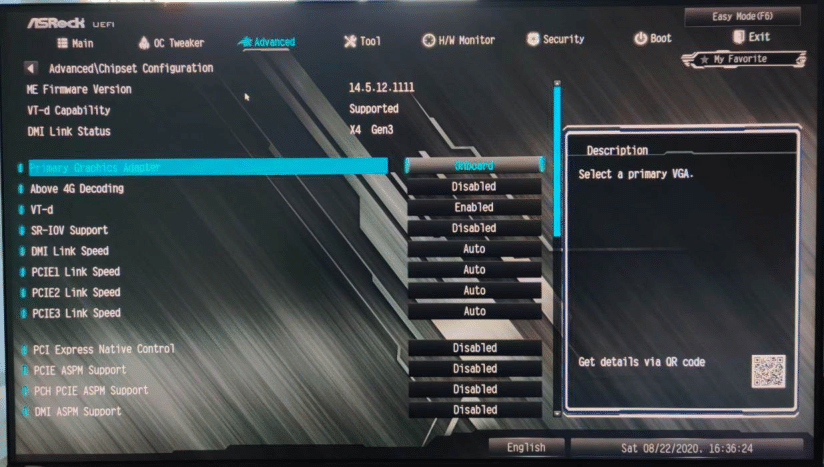 ASRock UEFI
Easy Mode(F6)
Main OC Tweaker Advanced Tool H/W Monitor Security Boot Exit
My Favorite
Advanced\Chipset Configuration
ME Firmware Version 14.5.12.1111
VT-d Capability Supported
DMI Link Status X4 Gen3
Primary Graphics Adapter Onboard
Above 4G Decoding Disabled
VT-d Enabled
SR-IOV Support Disabled
DMI Link Speed Auto
PCIE1 Link Speed Auto
PCIE2 Link Speed Auto
PCIE3 Link Speed Auto
PCI Express Native Control Disabled
PCIE ASPM Support Disabled
PCH PCIE ASPM Support Disabled
DMI ASPM Support Disabled
Description
Select a primary VGA.
Get details via QR code
English
Sat 08/22/2020. 16:36:24